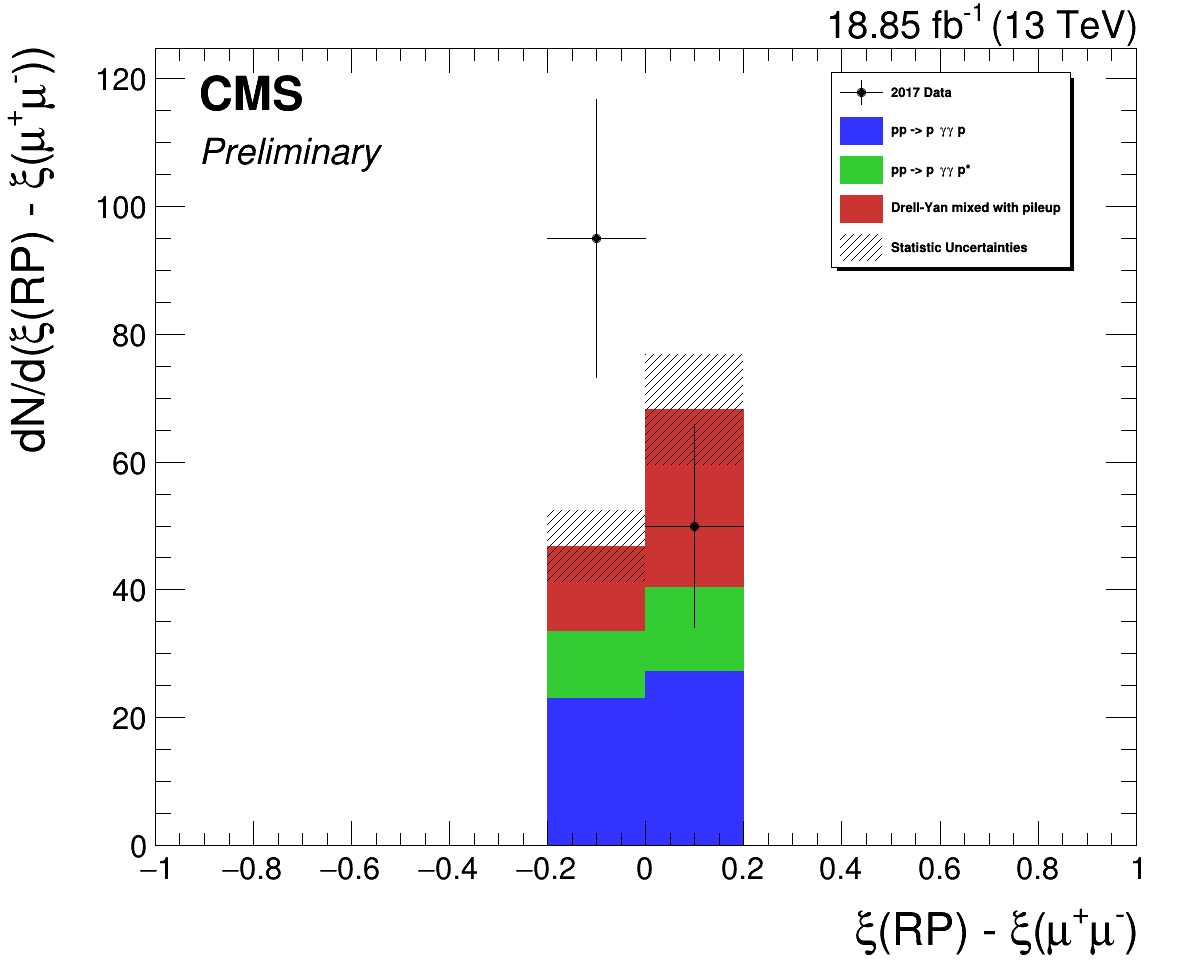 18.85 fb⁻¹ (13 TeV)
CMS
Preliminary
2017 Data
pp -> p γγ p
pp -> p γγ p*
Drell-Yan mixed with pileup
Statistic Uncertainties
dN/d(ξ(RP) - ξ(μ⁺μ⁻))
120
100
80
60
40
20
0
−1 −0.8 −0.6 −0.4 −0.2 0 0.2 0.4 0.6 0.8 1
ξ(RP) - ξ(μ⁺μ⁻)